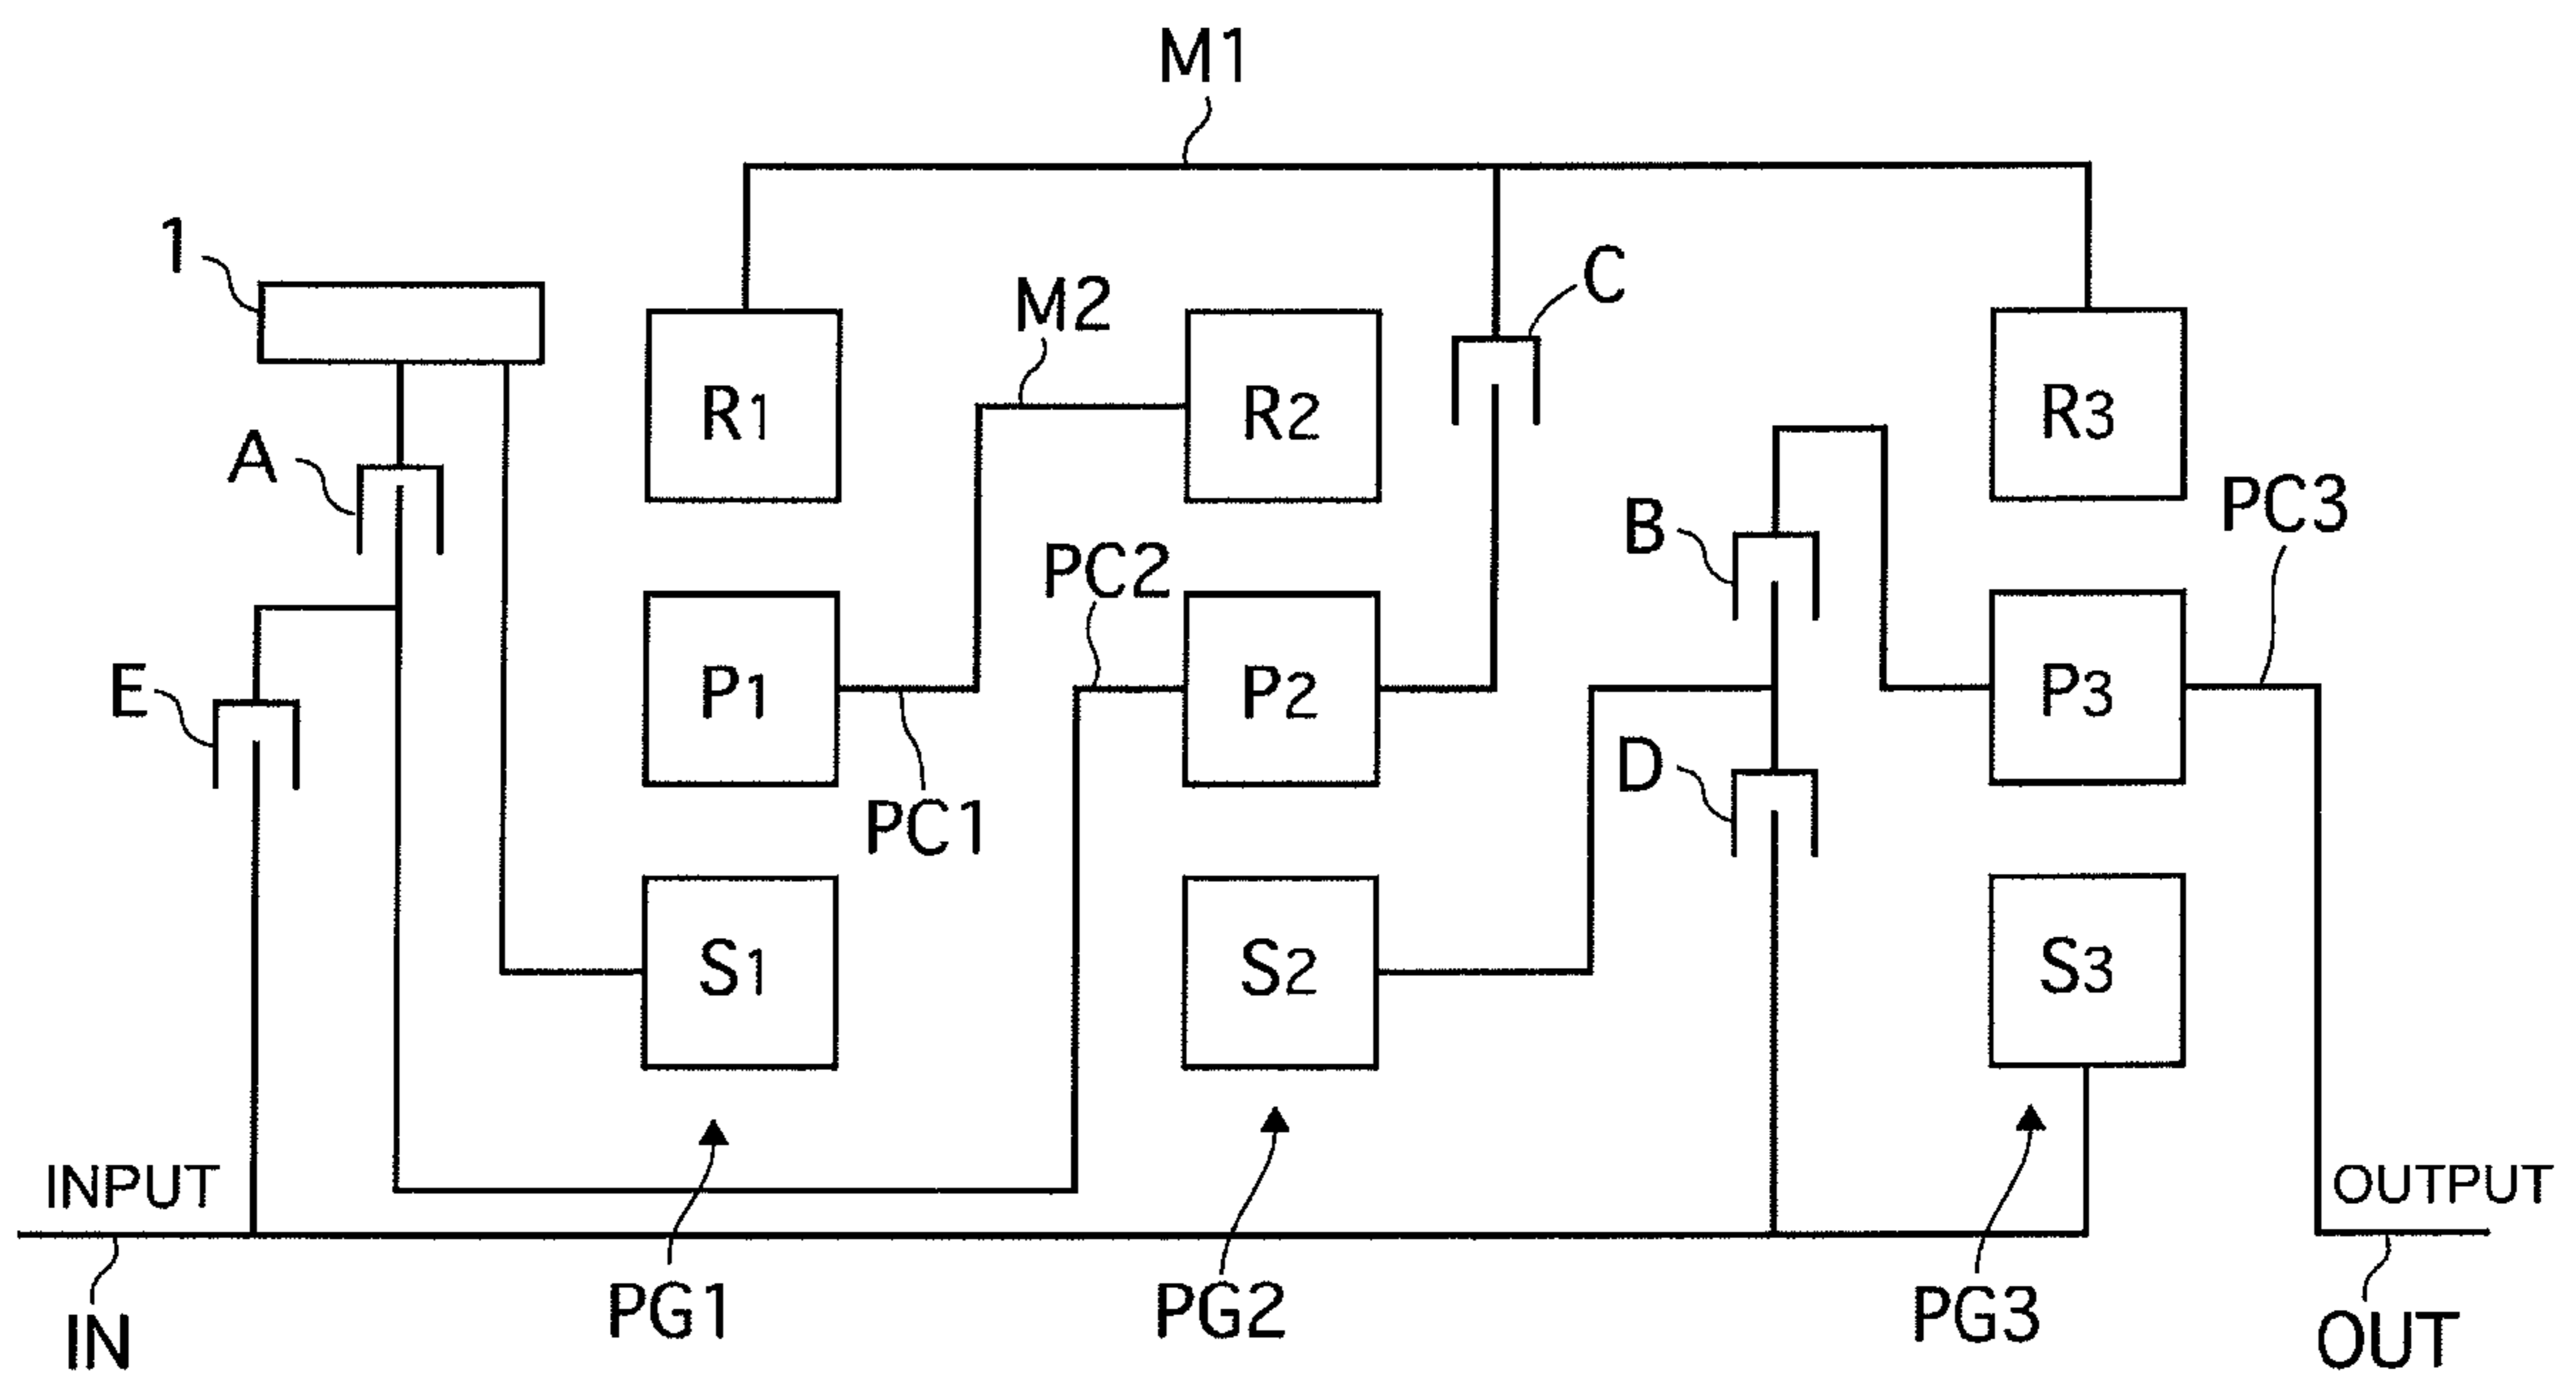 M1
1
M2
C
R1
R2
R3
A
PC3
B
PC2
E
P1
P2
P3
D
PC1
S1
S2
S3
INPUT
OUTPUT
PG1
PG2
PG3
IN
OUT